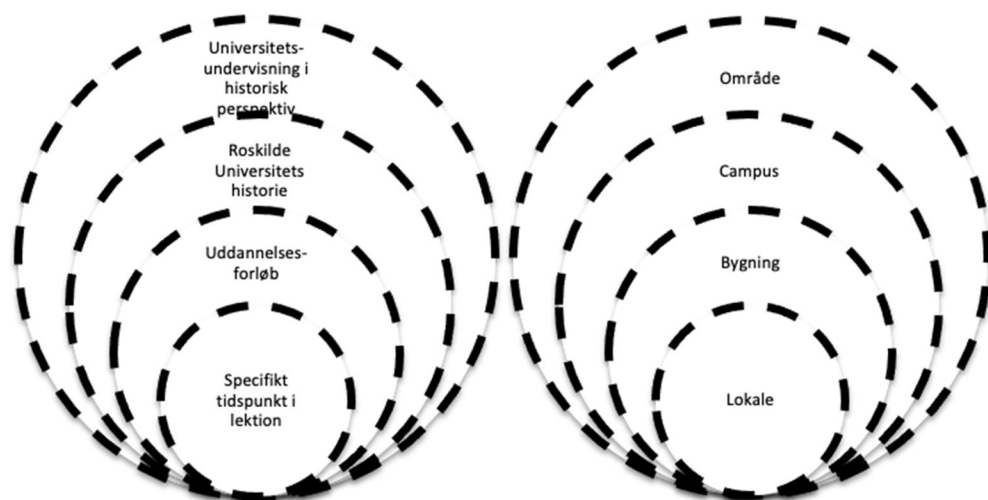 Universitets-
undervisning i
historisk
perspektiv
Roskilde
Universitets
historie
Uddannelses-
forløb
Specifikt
tidspunkt i
lektion
Område
Campus
Bygning
Lokale